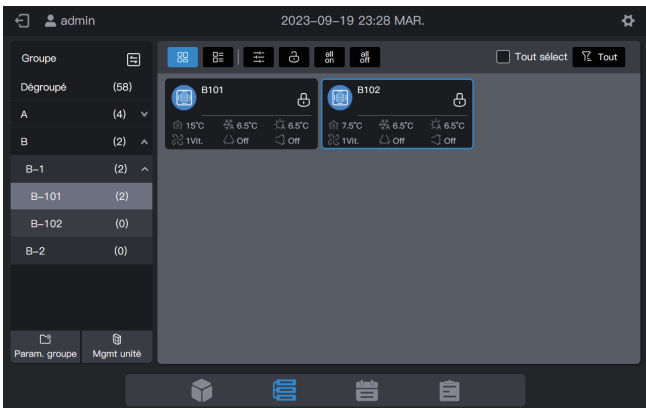 admin
2023-09-19 23:28 MAR.
Groupe
Dégroupé (58)
A (4)
B (2)
B-1 (2)
B-101 (2)
B-102 (0)
B-2 (0)
Param. groupe
Mgmt unité
all on
all off
Tout sélect
Tout
B101
15°C 6.5°C 6.5°C
1Vit. Off Off
B102
7.5°C 6.5°C 6.5°C
1Vit. Off Off